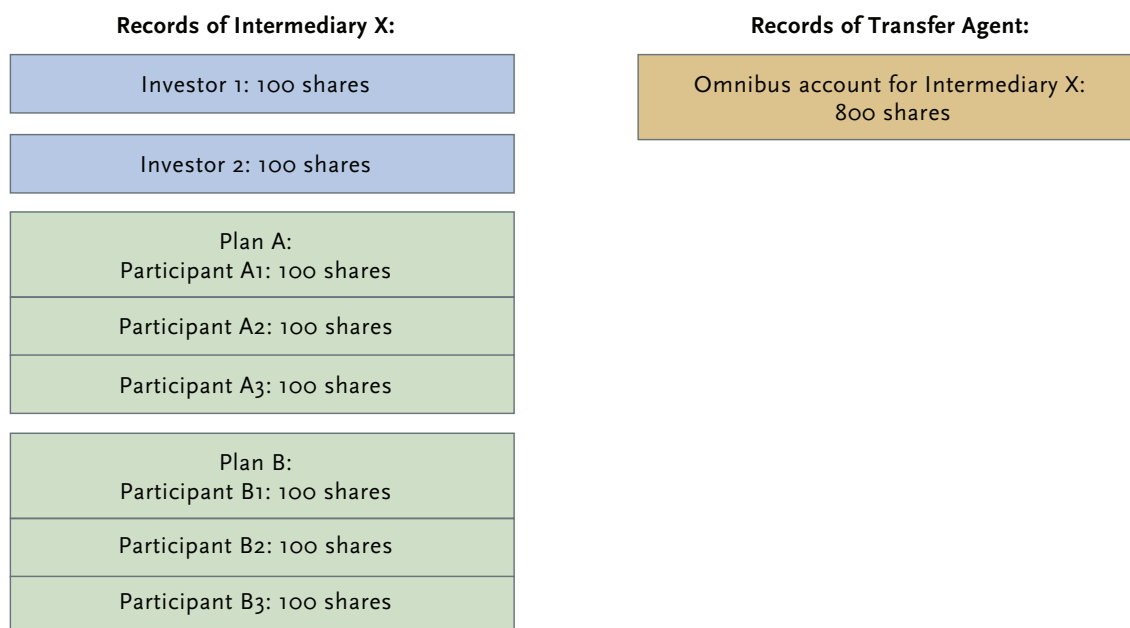 Records of Intermediary X:
Investor 1: 100 shares
Investor 2: 100 shares
Plan A:
Participant A1: 100 shares
Participant A2: 100 shares
Participant A3: 100 shares
Plan B:
Participant B1: 100 shares
Participant B2: 100 shares
Participant B3: 100 shares
Records of Transfer Agent:
Omnibus account for Intermediary X:
800 shares